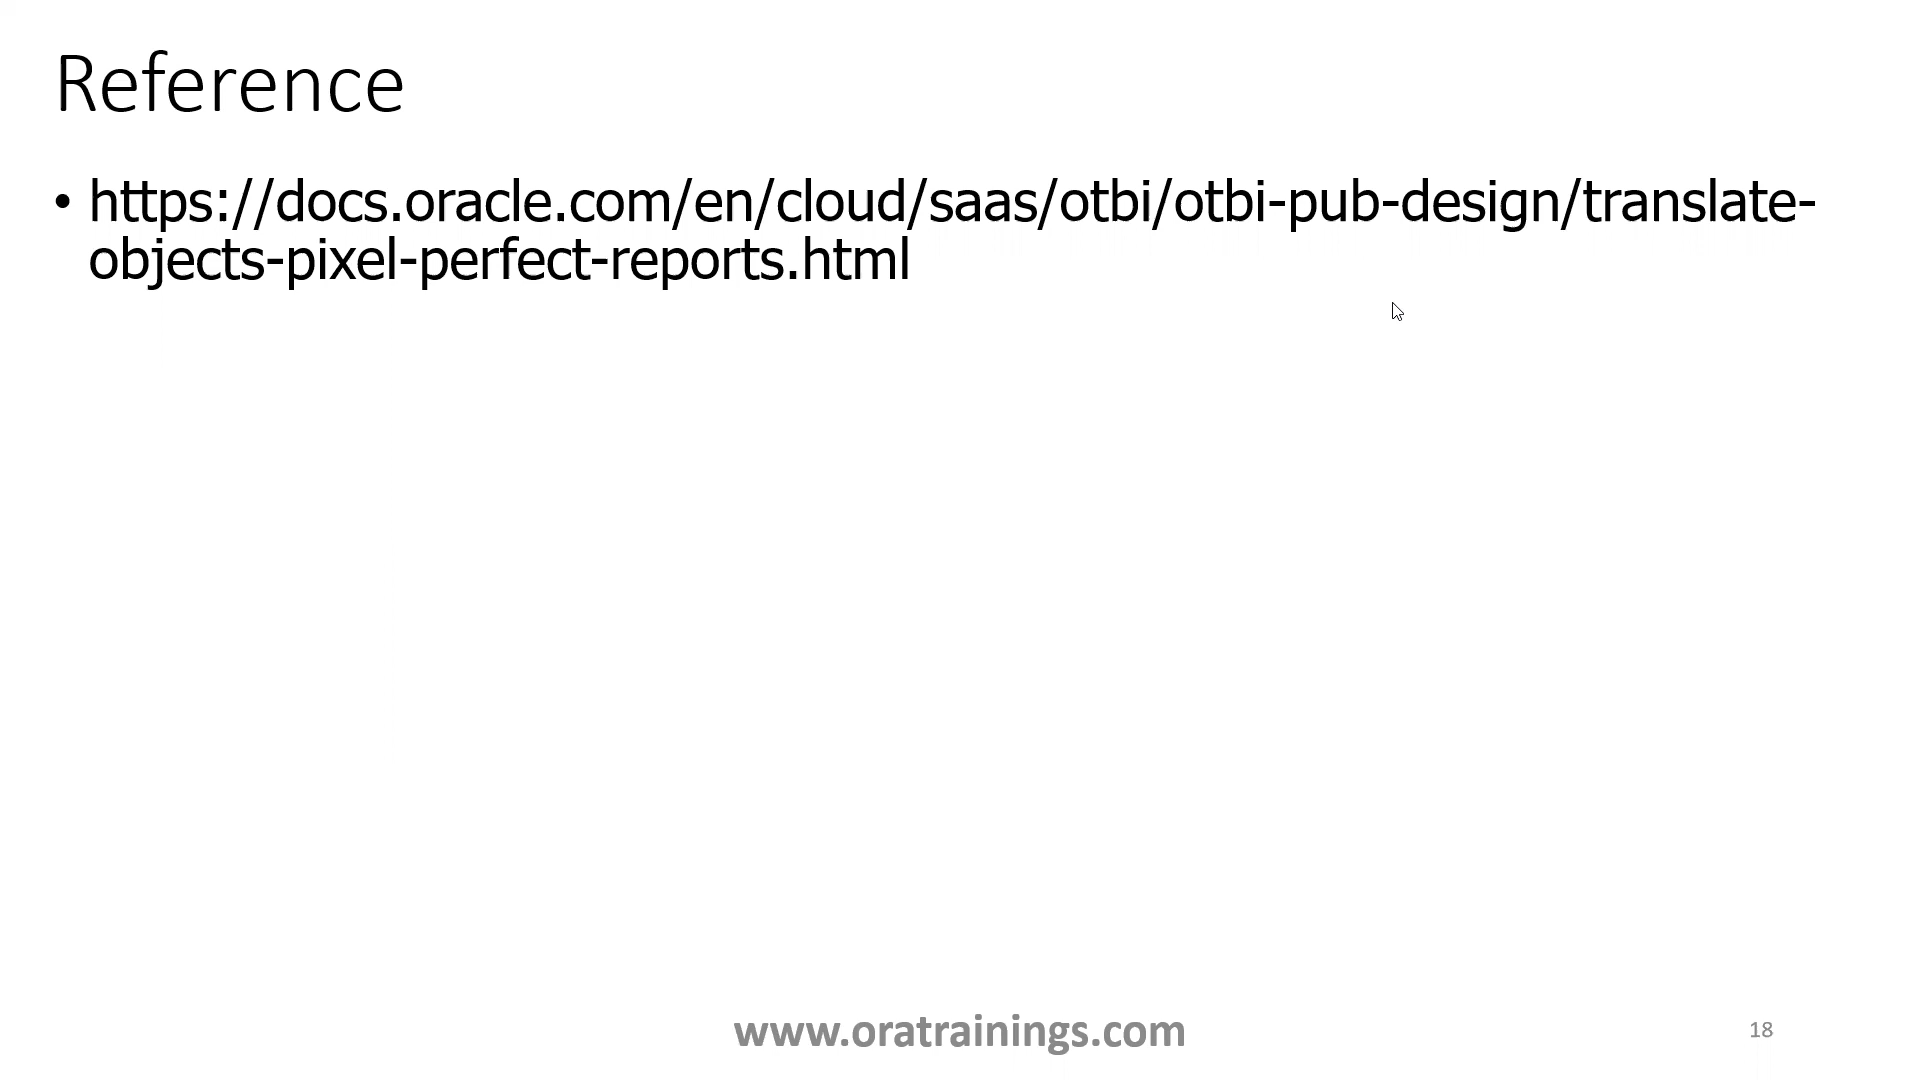 Reference
• https://docs.oracle.com/en/cloud/saas/otbi/otbi-pub-design/translate-
objects-pixel-perfect-reports.html
www.oratrainings.com
18